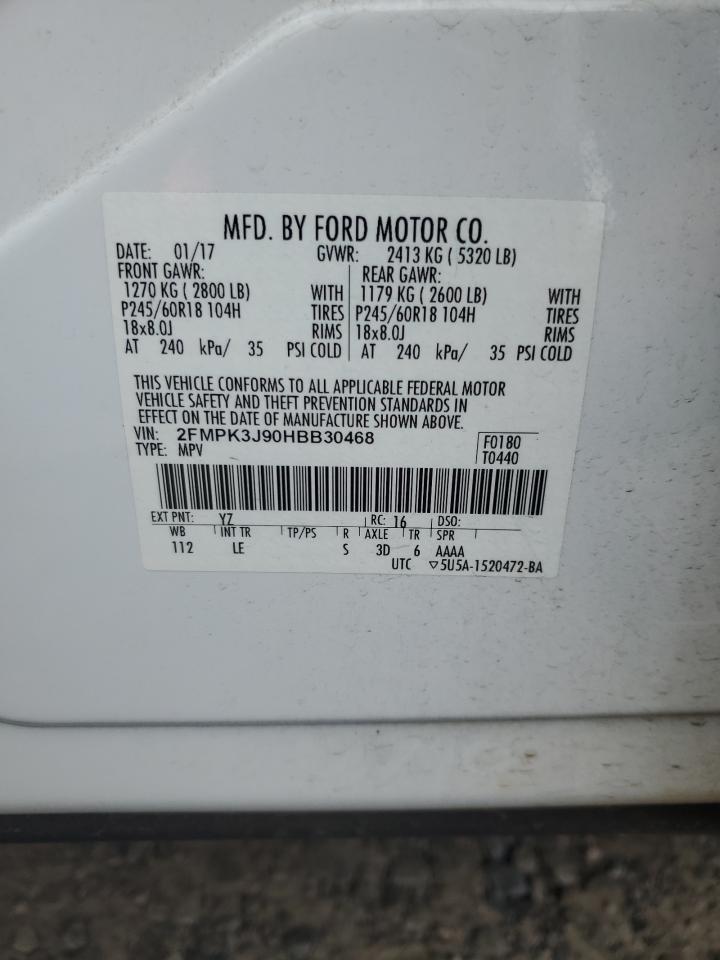 MFD. BY FORD MOTOR CO.
DATE: 01/17 GVWR: 2413 KG ( 5320 LB)
FRONT GAWR: REAR GAWR:
1270 KG ( 2800 LB) WITH 1179 KG ( 2600 LB) WITH
P245/60R18 104H TIRES P245/60R18 104H TIRES
18x8.0J RIMS 18x8.0J RIMS
AT 240 kPa/ 35 PSI COLD AT 240 kPa/ 35 PSI COLD
THIS VEHICLE CONFORMS TO ALL APPLICABLE FEDERAL MOTOR
VEHICLE SAFETY AND THEFT PREVENTION STANDARDS IN
EFFECT ON THE DATE OF MANUFACTURE SHOWN ABOVE.
VIN: 2FMPK3J90HBB30468 F0180
TYPE: MPV T0440
EXT PNT: YZ RC: 16 DSO:
WB INT TR TP/PS R AXLE TR SPR
112 LE S 3D 6 AAAA
UTC ▽5U5A-1520472-BA